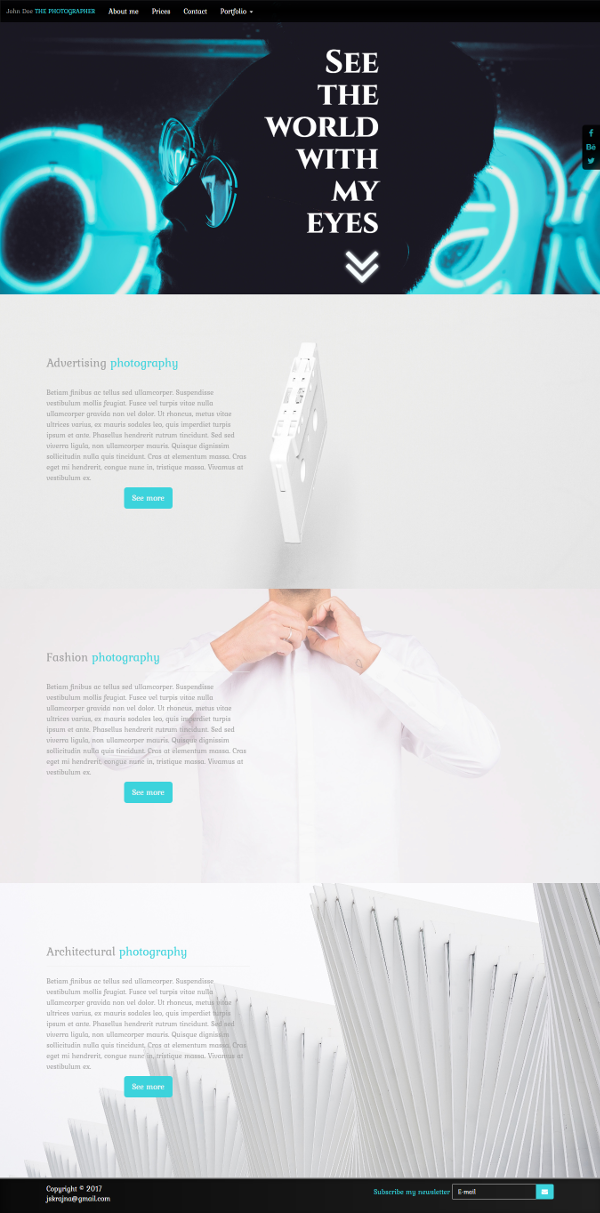 John Doe THE PHOTOGRAPHER About me Prices Contact Portfolio
See
the
world
with
my
eyes
Bē
Advertising photography
Betiam finibus ac tellus sed ullamcorper. Suspendisse
vestibulum mollis feugiat. Fusce vel turpis vitae nulla
ullamcorper gravida non vel dolor. Ut rhoncus, metus vitae
ultrices varius, ex mauris sodales leo, quis imperdiet turpis
ipsum et ante. Phasellus hendrerit rutrum tincidunt. Sed sed
viverra ligula, non ullamcorper mauris. Quisque dignissim
sollicitudin nulla quis tincidunt. Cras at elementum massa. Cras
eget mi hendrerit, congue nunc in, tristique massa. Vivamus at
vestibulum ex.
See more
Fashion photography
Betiam finibus ac tellus sed ullamcorper. Suspendisse
vestibulum mollis feugiat. Fusce vel turpis vitae nulla
ullamcorper gravida non vel dolor. Ut rhoncus, metus vitae
ultrices varius, ex mauris sodales leo, quis imperdiet turpis
ipsum et ante. Phasellus hendrerit rutrum tincidunt. Sed sed
viverra ligula, non ullamcorper mauris. Quisque dignissim
sollicitudin nulla quis tincidunt. Cras at elementum massa. Cras
eget mi hendrerit, congue nunc in, tristique massa. Vivamus at
vestibulum ex.
See more
Architectural photography
Betiam finibus ac tellus sed ullamcorper. Suspendisse
vestibulum mollis feugiat. Fusce vel turpis vitae nulla
ullamcorper gravida non vel dolor. Ut rhoncus, metus vitae
ultrices varius, ex mauris sodales leo, quis imperdiet turpis
ipsum et ante. Phasellus hendrerit rutrum tincidunt. Sed sed
viverra ligula, non ullamcorper mauris. Quisque dignissim
sollicitudin nulla quis tincidunt. Cras at elementum massa. Cras
eget mi hendrerit, congue nunc in, tristique massa. Vivamus at
vestibulum ex.
See more
Copyright © 2017
jskrajna@gmail.com
Subscribe my newsletter E-mail